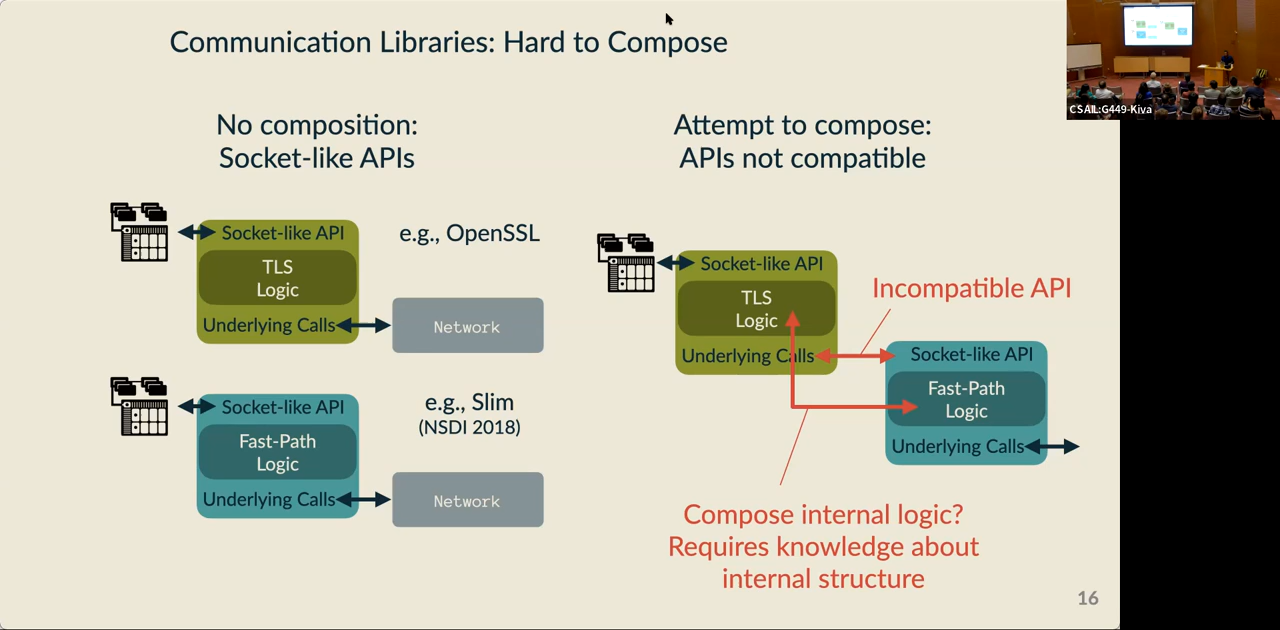 Communication Libraries: Hard to Compose
CSAIL:G449-Kiva
No composition:
Socket-like APIs
Socket-like API
TLS
Logic
Underlying Calls
e.g., OpenSSL
Network
Socket-like API
Fast-Path
Logic
Underlying Calls
e.g., Slim
(NSDI 2018)
Network
Attempt to compose:
APIs not compatible
Socket-like API
TLS
Logic
Underlying Calls
Incompatible API
Socket-like API
Fast-Path
Logic
Underlying Calls
Compose internal logic?
Requires knowledge about
internal structure
16